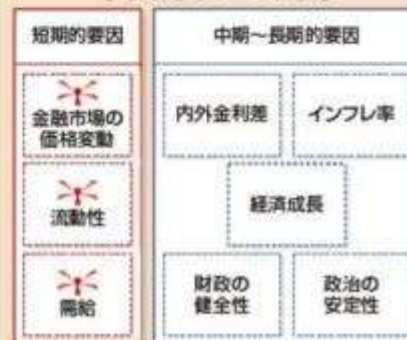 短期的要因
中期～長期的要因
金融市場の
価格変動
内外金利差
インフレ率
流動性
経済成長
需給
財政の
健全性
政治の
安定性